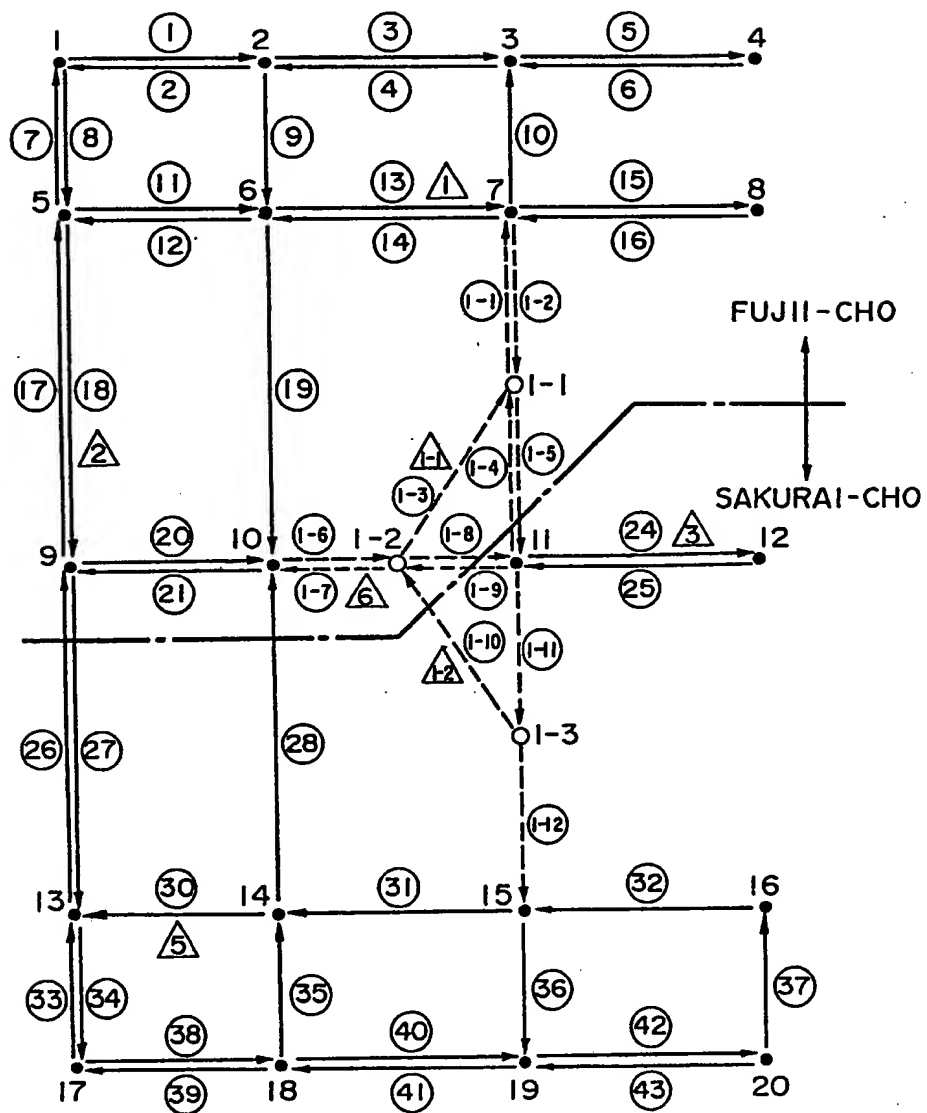 1 ① 2 ③ 3 ⑤ 4
② ④ ⑥
⑦ ⑧ ⑨ ⑩
5 ⑪ 6 ⑬ 1 7 ⑮ 8
⑫ ⑭ ⑯
1-1 1-2
FUJII-CHO
17 18 19
1-1
2
1-1 1-4 1-5
1-3
SAKURAI-CHO
9 20 10 1-6 1-2 1-8 11 24 3 12
21 1-7 6 1-9 25
1-10 1-11
1-2
26 27 28
1-3
1-12
13 30 14 31 15 32 16
5
33 34 35 36 37
38 40 42
17 39 18 41 19 43 20